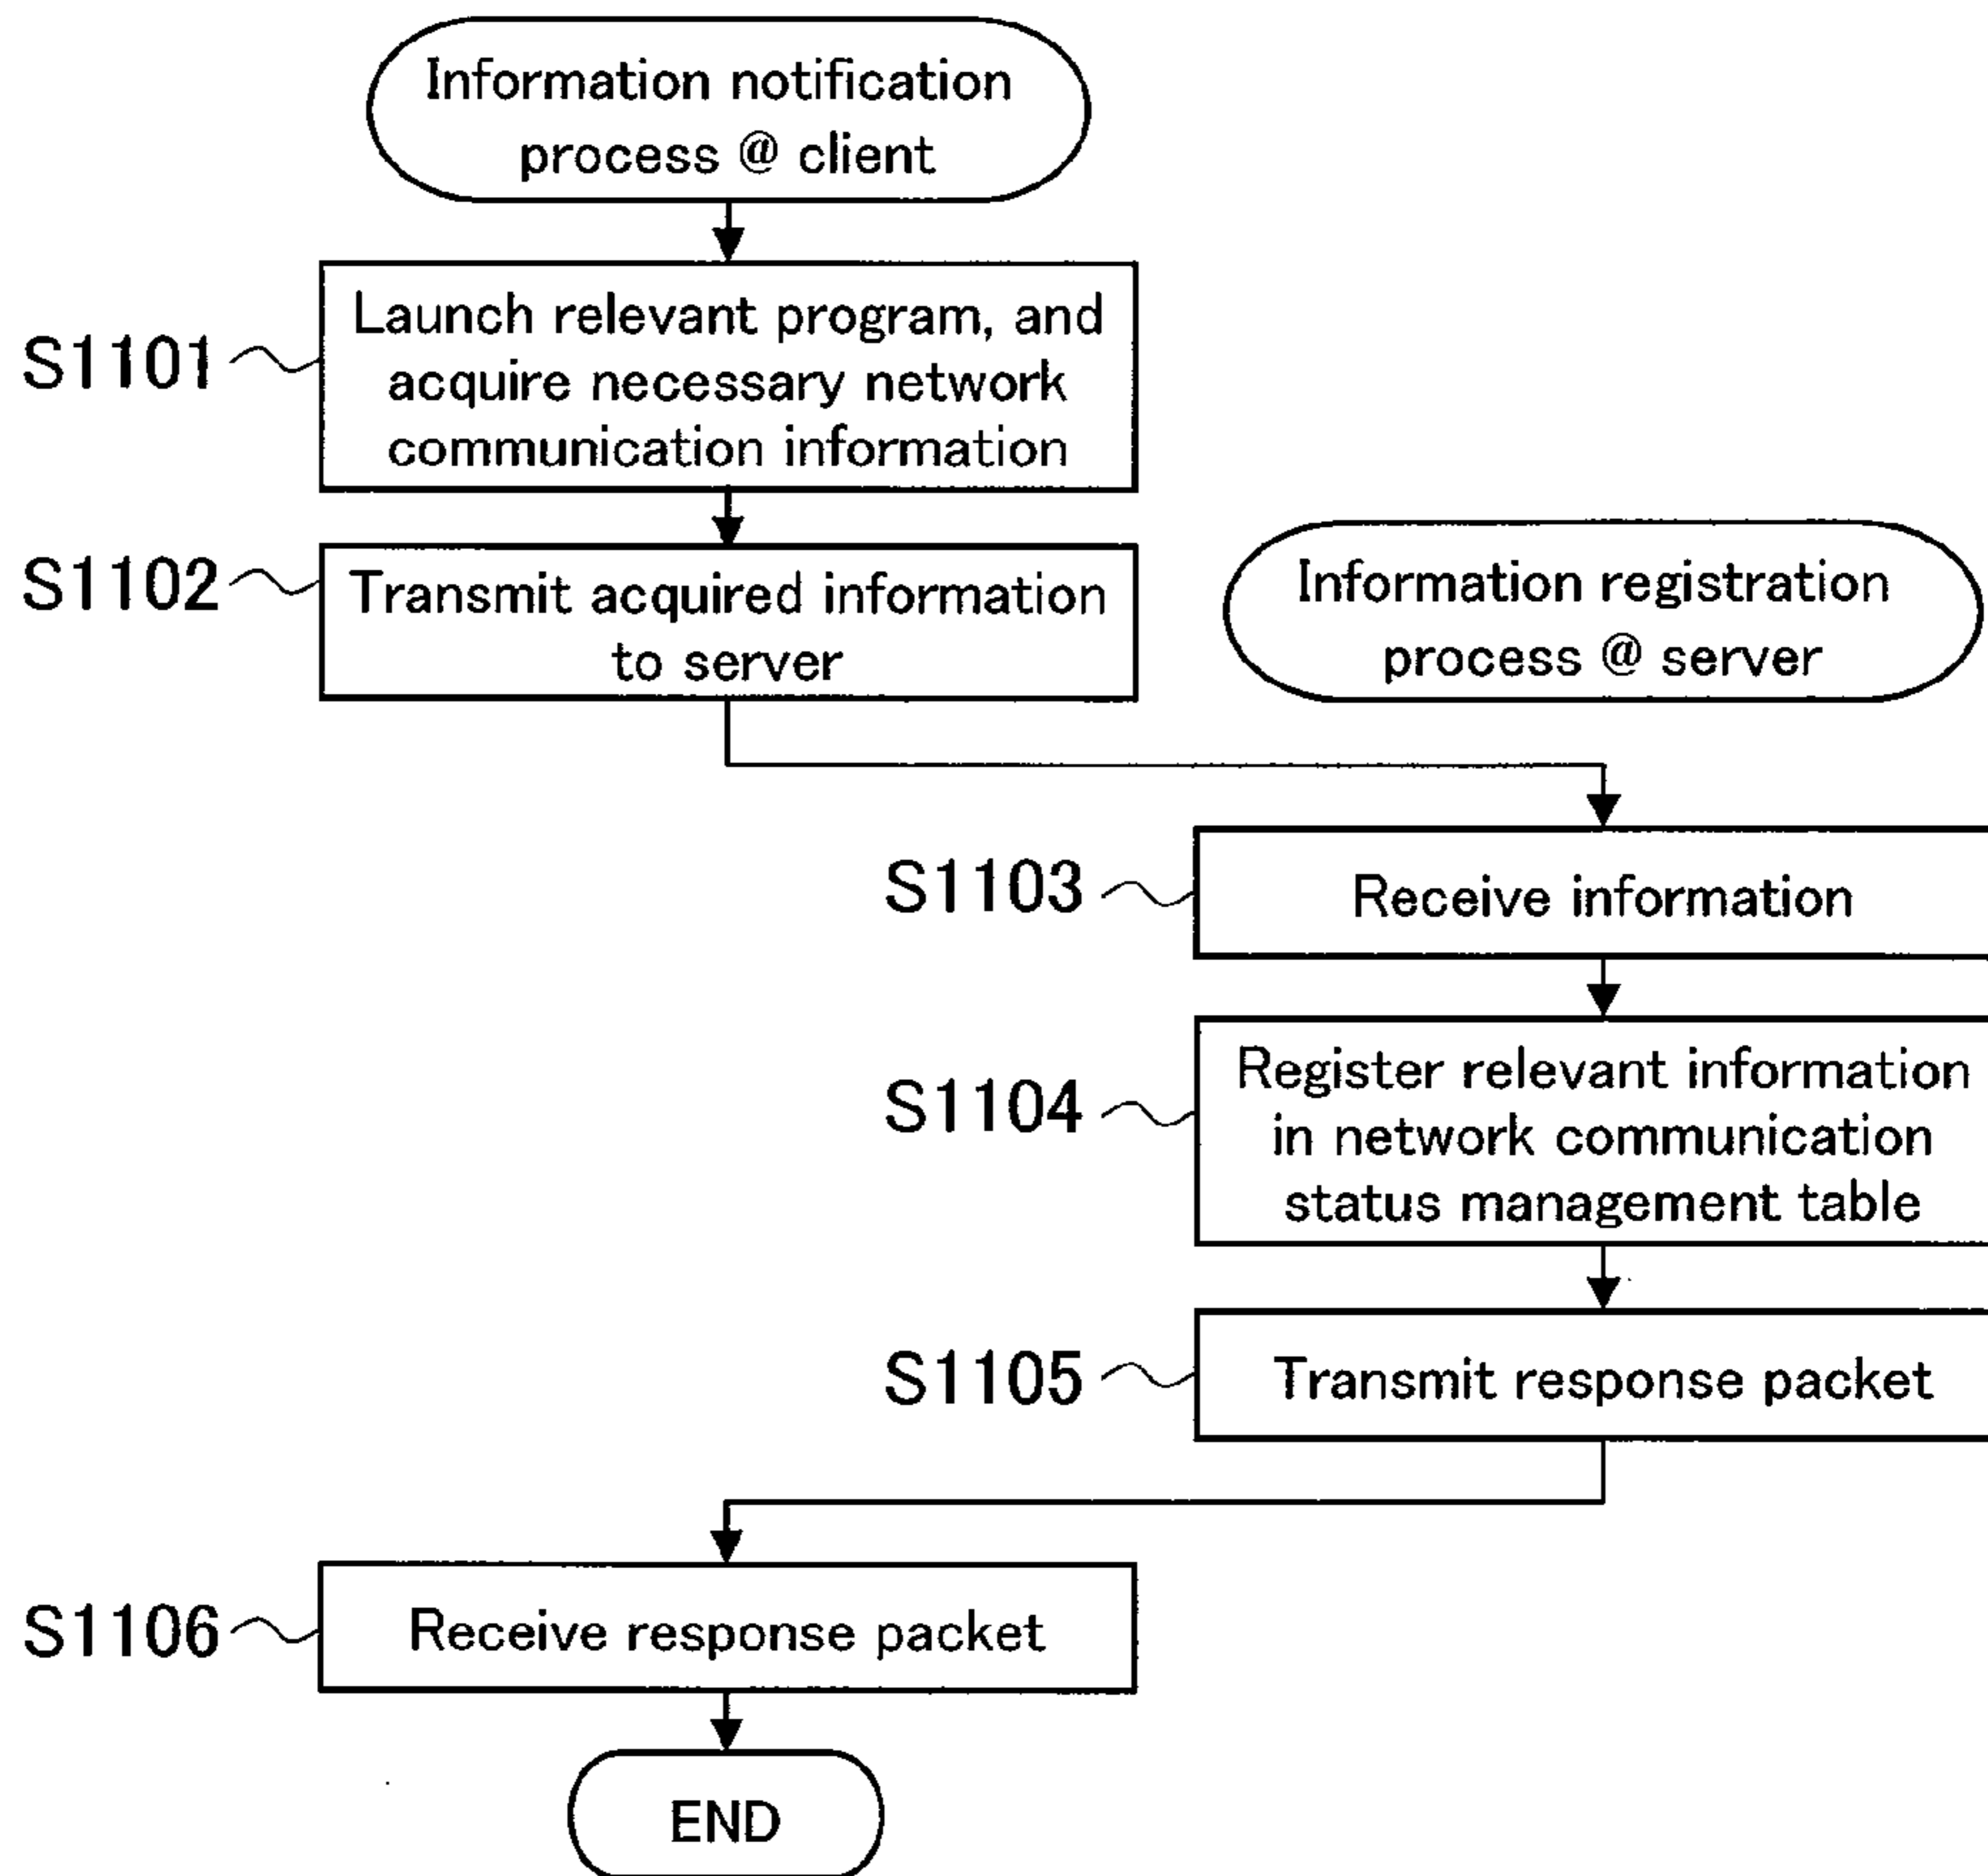 Information notification
process @ client
S1101
Launch relevant program, and
acquire necessary network
communication information
S1102
Transmit acquired information
to server
Information registration
process @ server
S1103
Receive information
S1104
Register relevant information
in network communication
status management table
S1105
Transmit response packet
S1106
Receive response packet
END